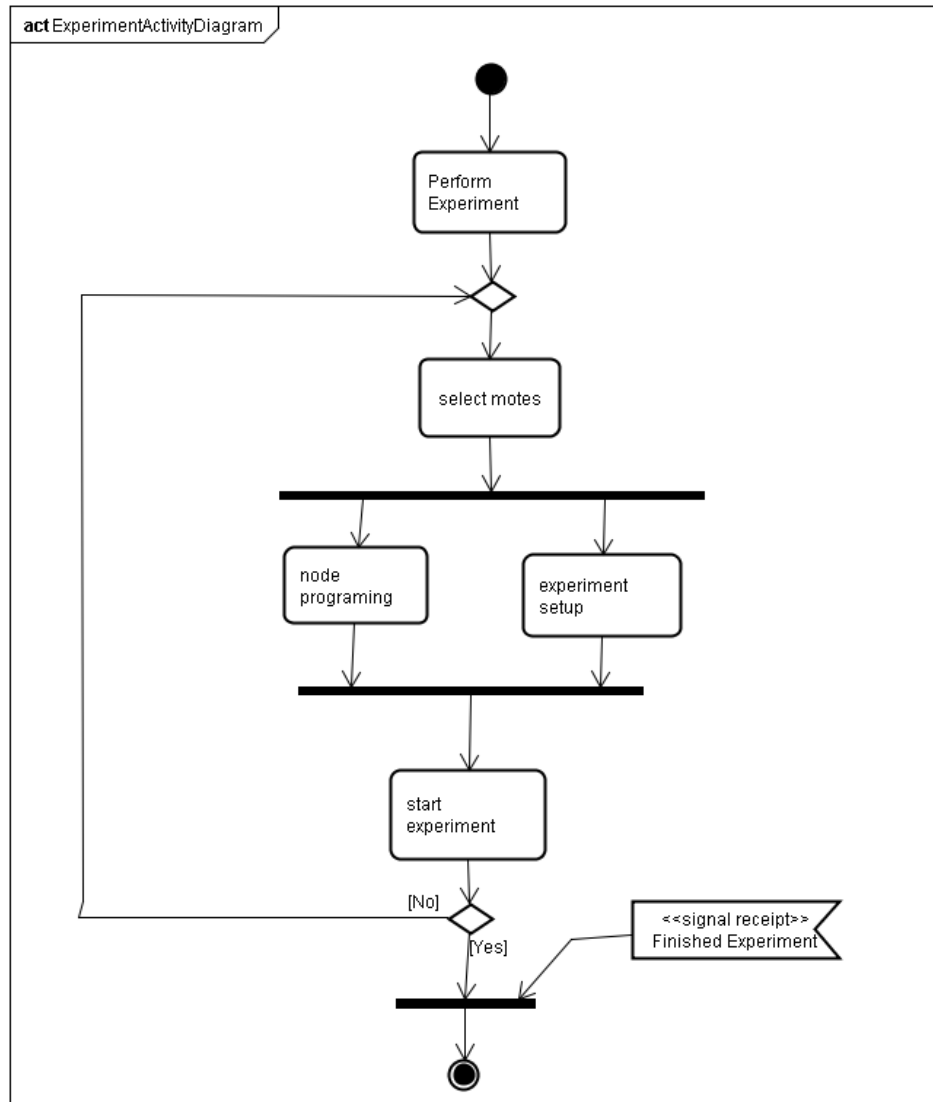 act ExperimentActivityDiagram
Perform
Experiment
select motes
node
programing
experiment
setup
start
experiment
[No]
[Yes]
<<signal receipt>>
Finished Experiment